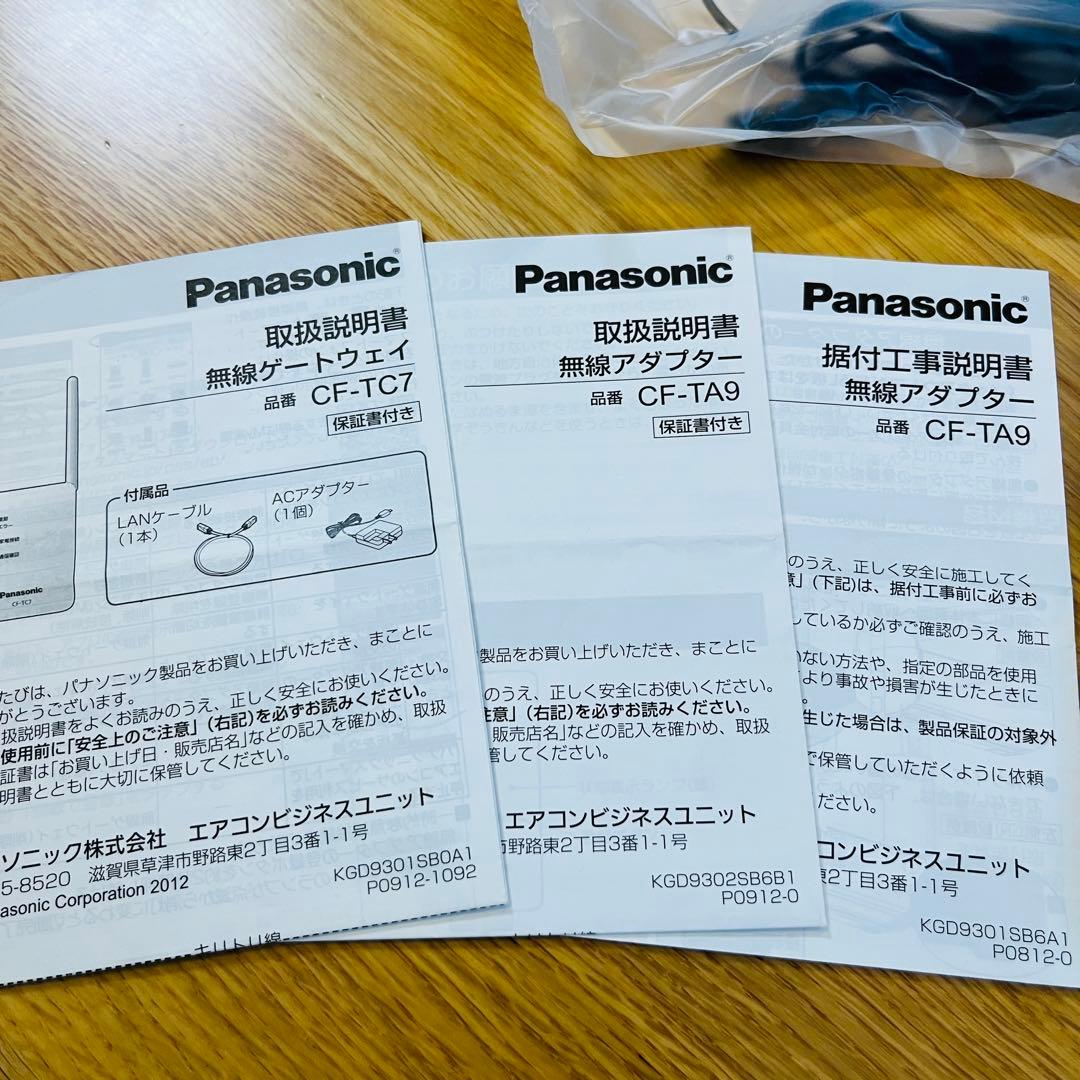 Panasonic®
取扱説明書
無線ゲートウェイ
品番 CF-TC7
保証書付き
付属品
LANケーブル
(1本)
ACアダプター
(1個)
Panasonic
CF-TC7
たびは、パナソニック製品をお買い上げいただき、まことに
がとうございます。
扱説明書をよくお読みのうえ、正しく安全にお使いください。
使用前に「安全上のご注意」(右記)を必ずお読みください。
証書は「お買い上げ日・販売店名」などの記入を確かめ、取扱
明書とともに大切に保管してください。
ソニック株式会社 エアコンビジネスユニット
5-8520 滋賀県草津市野路東2丁目3番1-1号
asonic Corporation 2012
KGD9301SB0A1
P0912-1092
キリトリ線
Panasonic®
取扱説明書
無線アダプター
品番 CF-TA9
保証書付き
製品をお買い上げいただき、まことに
のうえ、正しく安全にお使いください。
注意」(右記)を必ずお読みください。
販売店名」などの記入を確かめ、取扱
管してください。
エアコンビジネスユニット
市野路東2丁目3番1-1号
KGD9302SB6B1
P0912-0
Panasonic®
据付工事説明書
無線アダプター
品番 CF-TA9
のうえ、正しく安全に施工してく
意」(下記)は、据付工事前に必ずお
しているか必ずご確認のうえ、施工
いない方法や、指定の部品を使用
より事故や損害が生じたときに
生じた場合は、製品保証の対象外
で保管していただくように依頼
ださい。
コンビジネスユニット
東2丁目3番1-1号
KGD9301SB6A1
P0812-0